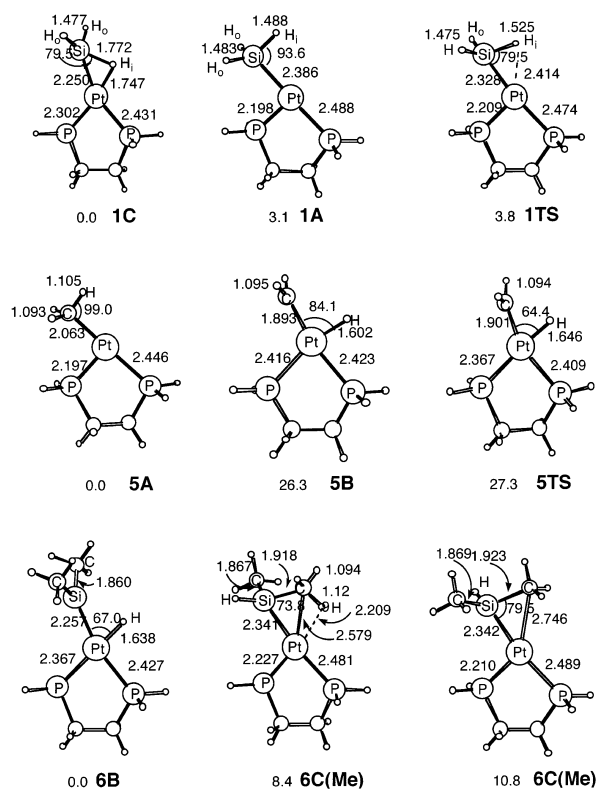 1.477 Ho
Ho Si 1.772
79.5 Hi
2.250 1.747
Pt
2.302 2.431
P P
0.0 1C
1.488
Hi
1.483 Ho Si 93.6
Ho 2.386
Pt
2.198 2.488
P P
3.1 1A
1.475 Ho 1.525
H Si 79.5 Hi
2.328 2.414
Pt
2.209 2.474
P P
3.8 1TS
1.105
H
1.093 C 99.0
2.063
Pt
2.197 2.446
P P
0.0 5A
1.095 C
84.1
1.893 H
Pt 1.602
2.416 2.423
P P
26.3 5B
1.094
C
64.4
1.901 H
Pt 1.646
2.367 2.409
P P
27.3 5TS
C C
Si 1.860
2.257 67.0 H
Pt 1.638
2.367 2.427
P P
0.0 6B
1.918
1.867 C 1.094
C 1.12
H Si 73.8 H 2.209
2.341 2.579
Pt
2.227 2.481
P P
8.4 6C(Me)
1.923
1.869
H C
C Si 79.5
2.342 2.746
Pt
2.210 2.489
P P
10.8 6C(Me)